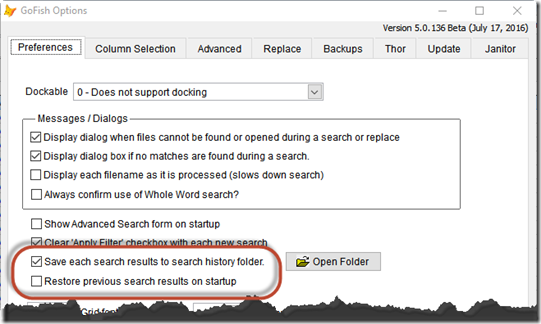 GoFish Options
Version 5.0.136 Beta (July 17, 2016)
Preferences Column Selection Advanced Replace Backups Thor Update Janitor
Dockable 0 - Does not support docking
Messages / Dialogs
Display dialog when files cannot be found or opened during a search or replace
Display dialog box if no matches are found during a search.
Display each filename as it is processed (slows down search)
Always confirm use of Whole Word search?
Show Advanced Search form on startup
Clear 'Apply Filter' checkbox with each new search
Save each search results to search history folder. Open Folder
Restore previous search results on startup